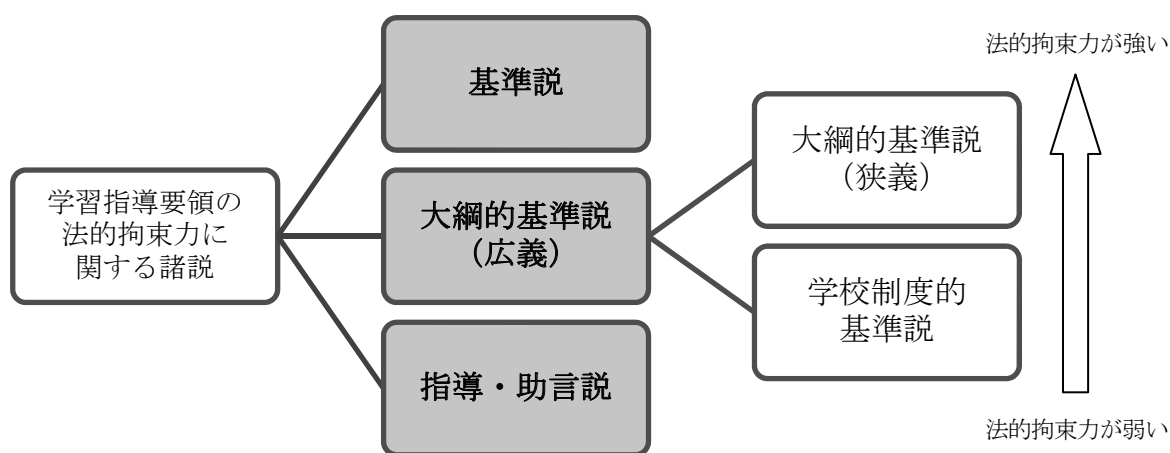 学習指導要領の
法的拘束力に
関する諸説
基準説
大綱的基準説
（広義）
指導・助言説
大綱的基準説
（狭義）
学校制度的
基準説
法的拘束力が強い
法的拘束力が弱い